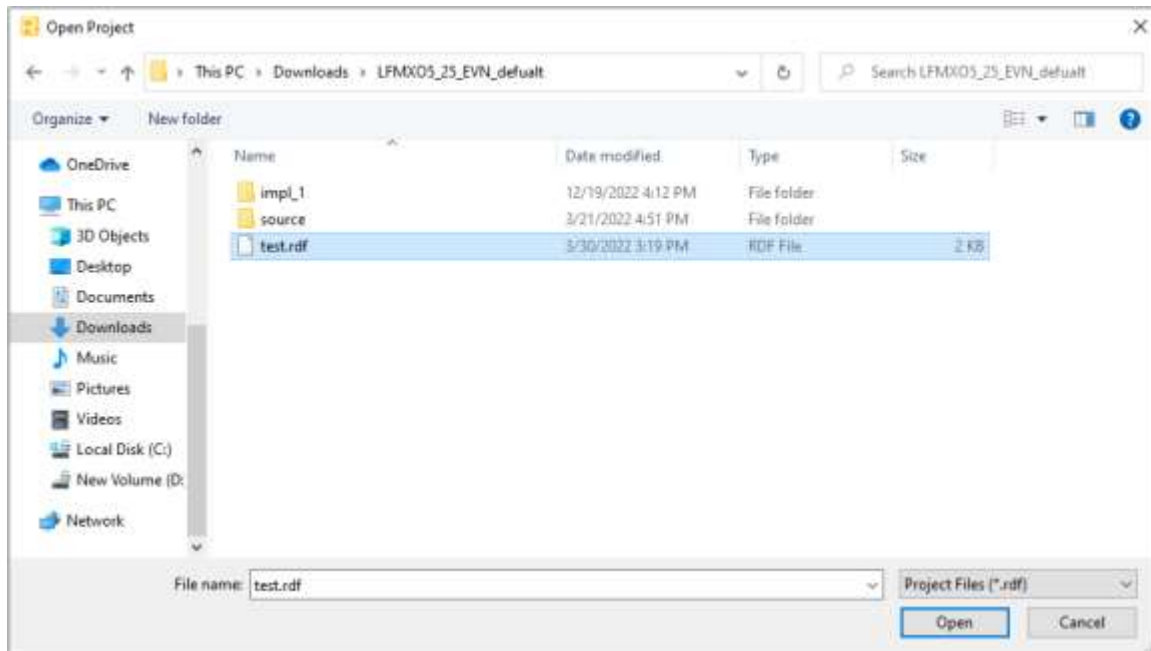 Open Project
This PC › Downloads › LFMXO5_25_EVN_defualt
Search LFMXO5_25_EVN_defualt
Organize
New folder
Name
Date modified
Type
Size
OneDrive
This PC
3D Objects
Desktop
Documents
Downloads
Music
Pictures
Videos
Local Disk (C:)
New Volume (D:
Network
impl_1 12/19/2022 4:12 PM File folder
source 3/21/2022 4:51 PM File folder
test.rdf 3/30/2022 3:19 PM RDF File 2 KB
File name: test.rdf
Project Files (*.rdf)
Open
Cancel